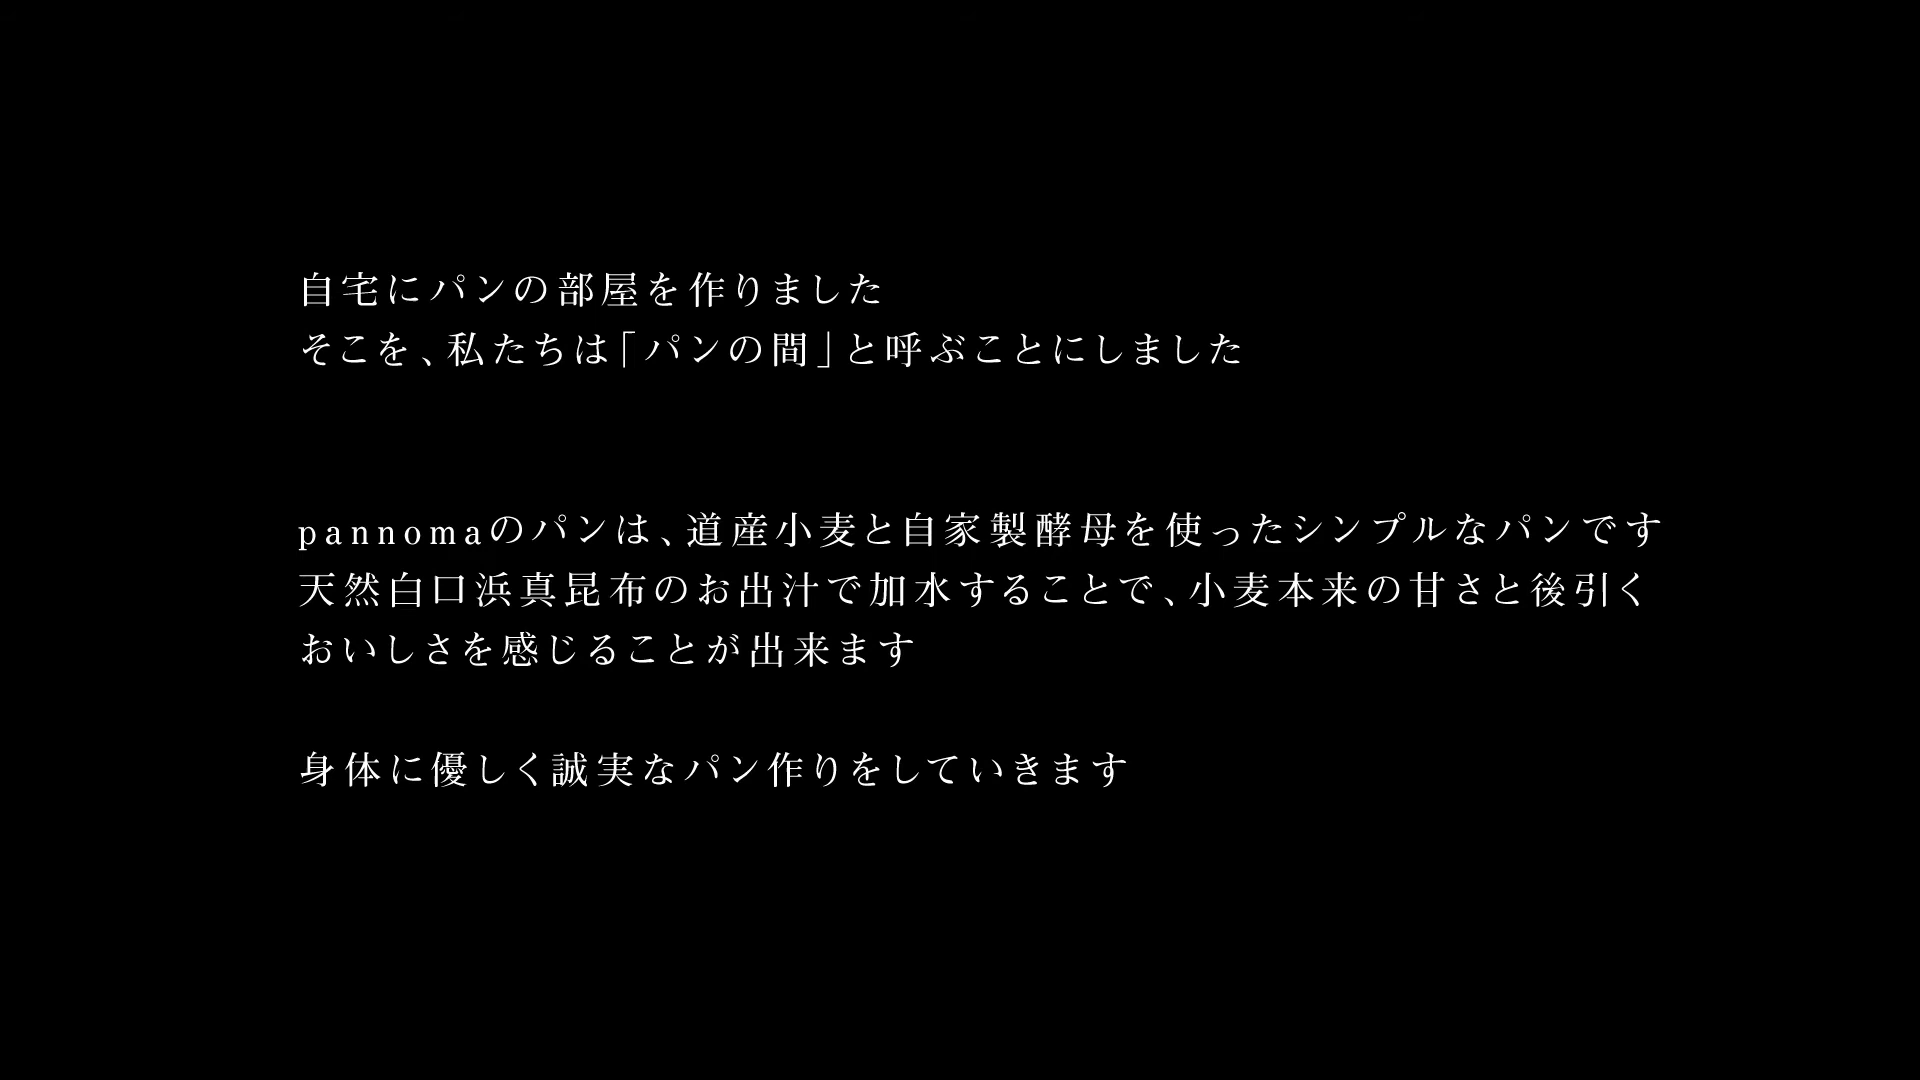 自宅にパンの部屋を作りました
そこを、私たちは「パンの間」と呼ぶことにしました
pannomaのパンは、道産小麦と自家製酵母を使ったシンプルなパンです
天然白口浜真昆布のお出汁で加水することで、小麦本来の甘さと後引く
おいしさを感じることが出来ます
身体に優しく誠実なパン作りをしていきます